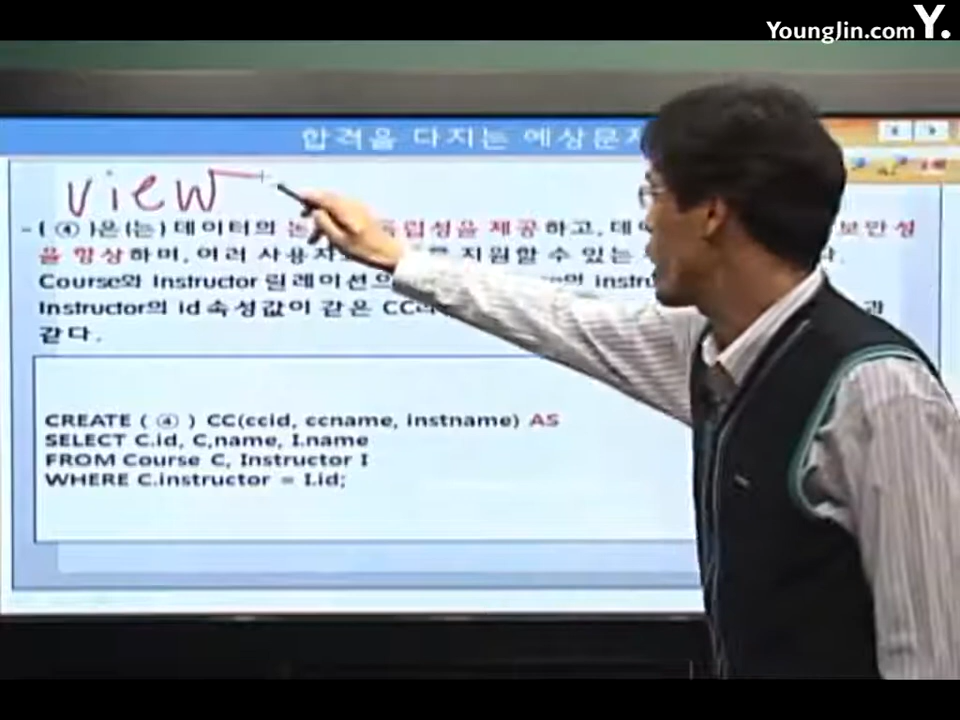 YoungJin.com Y.
합격을 다지는 예상문
view
- ( ④ )은(는) 데이터의 독립성을 제공하고, 보안성
을 향상하며, 여러 사용자 지원할 수 있는
Course와 Instructor 릴레이션의
Instructor의 id 속성값이 같은
같다.
CREATE ( ④ ) CC(ccid, ccname, instname) AS
SELECT C.id, C,name, I.name
FROM Course C, Instructor I
WHERE C.instructor = I.id;